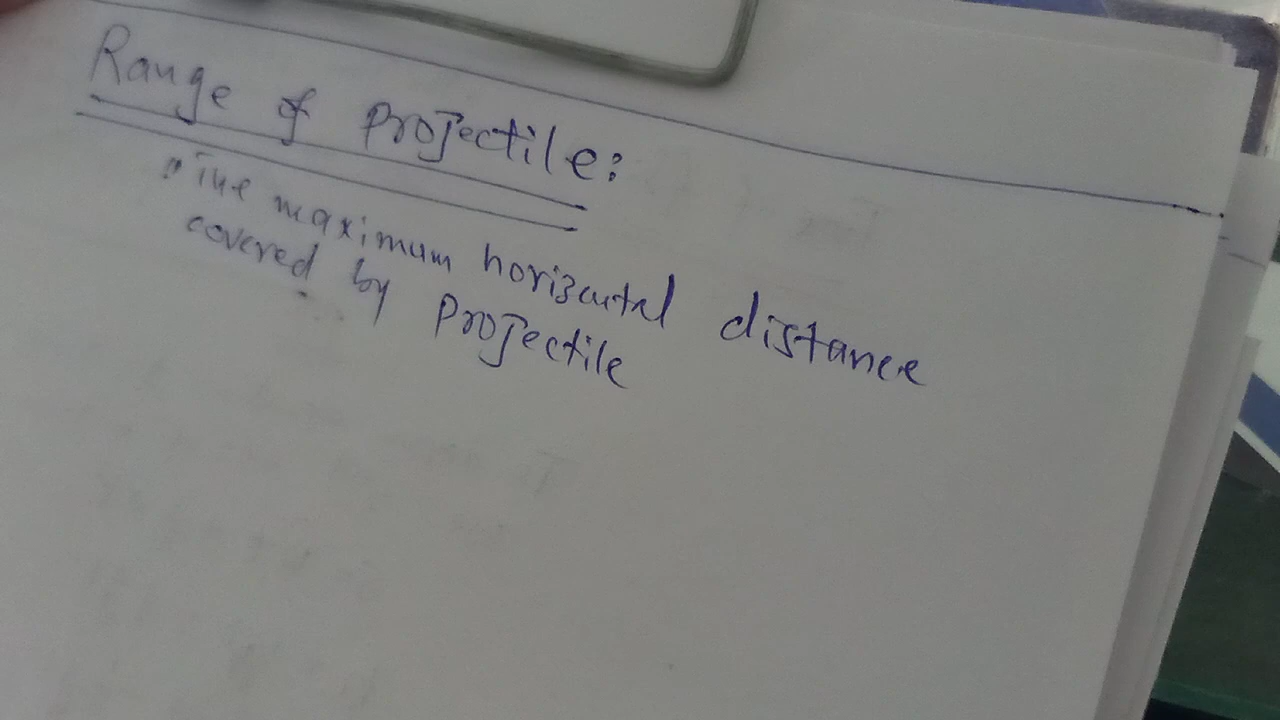 Range of Projectile:
"The maximum horizontal distance
covered by Projectile